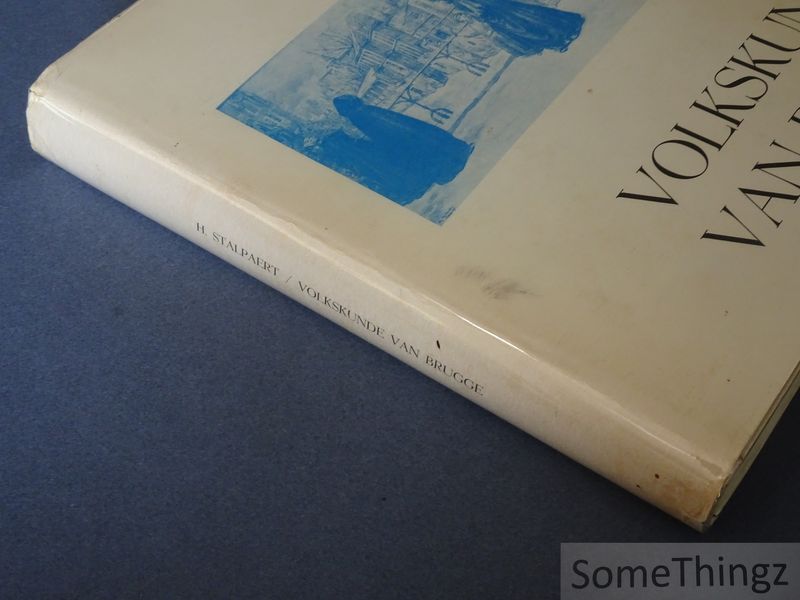 VOLKSKUN
VAN
H. STALPAERT / VOLKSKUNDE VAN BRUGGE
SomeThingz